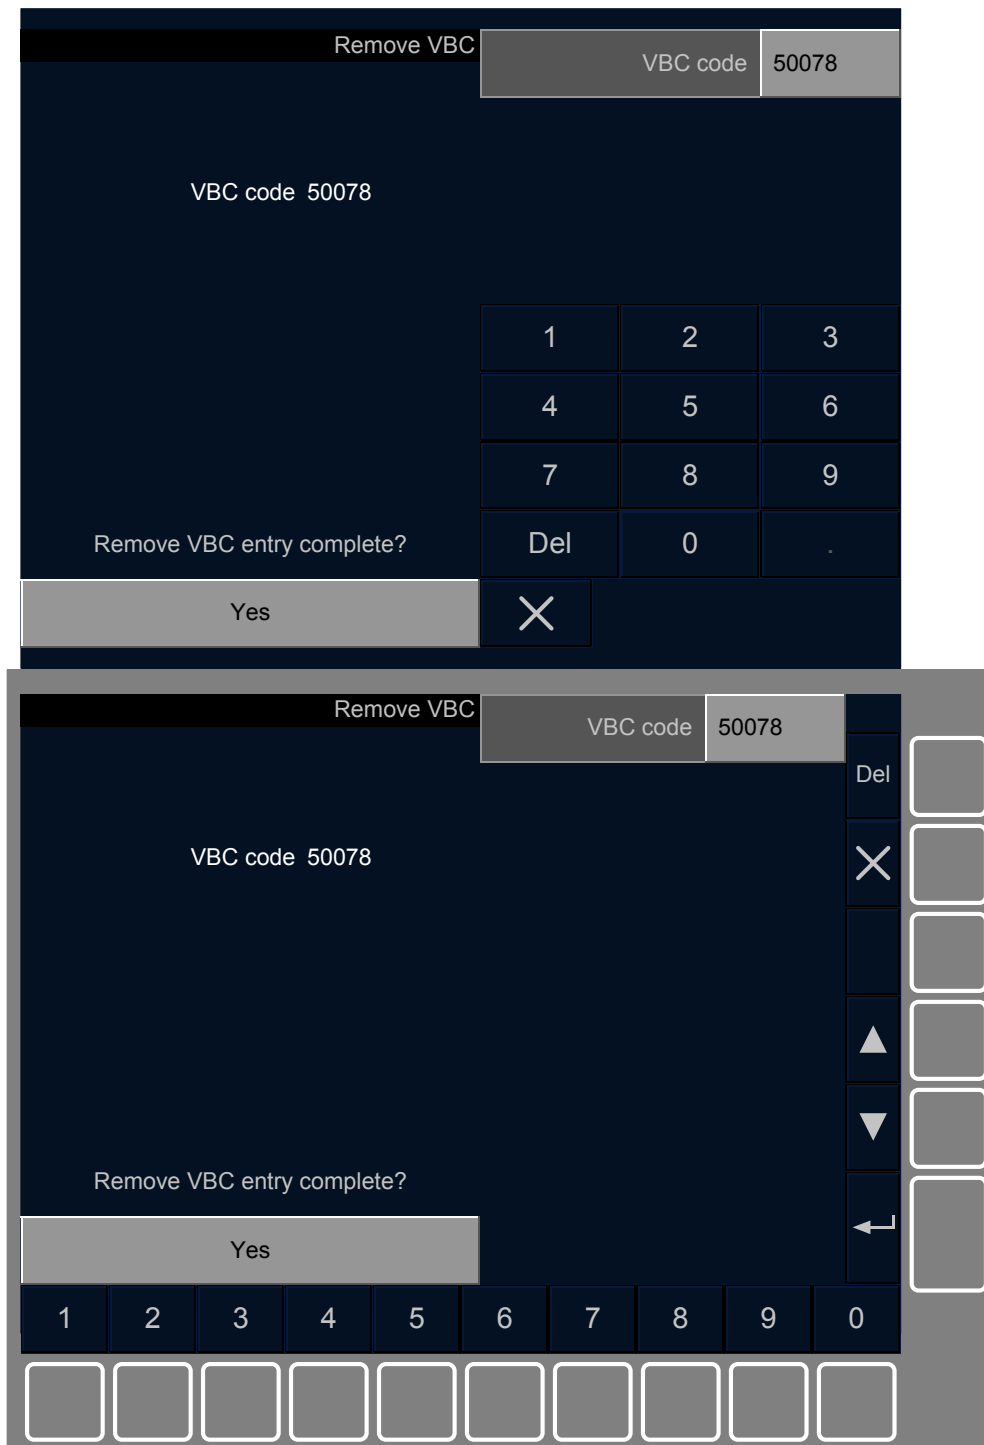 Remove VBC
VBC code 50078
VBC code 50078
1 2 3
4 5 6
7 8 9
Remove VBC entry complete?
Del 0 .
Yes
Remove VBC
VBC code 50078
Del
VBC code 50078
Remove VBC entry complete?
Yes
1 2 3 4 5 6 7 8 9 0